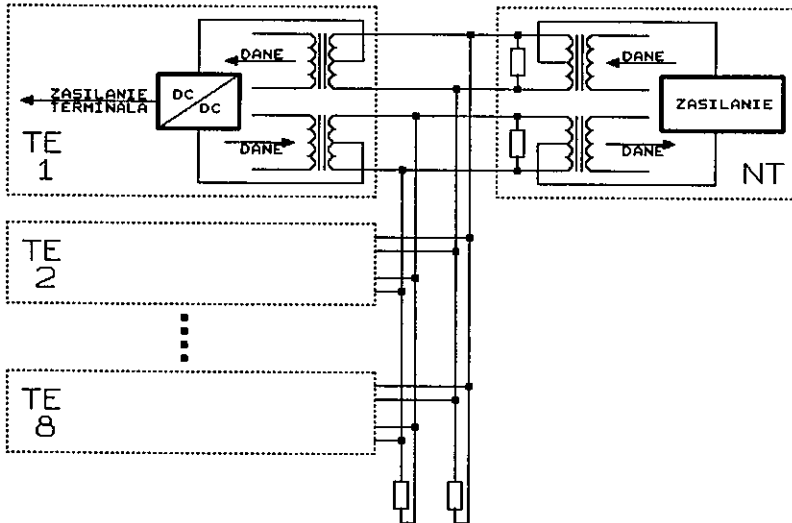 DANE
DANE
ZASILANIE
TERMINALA
DC
DC
ZASILANIE
DANE
DANE
TE
1
NT
TE
2
TE
8